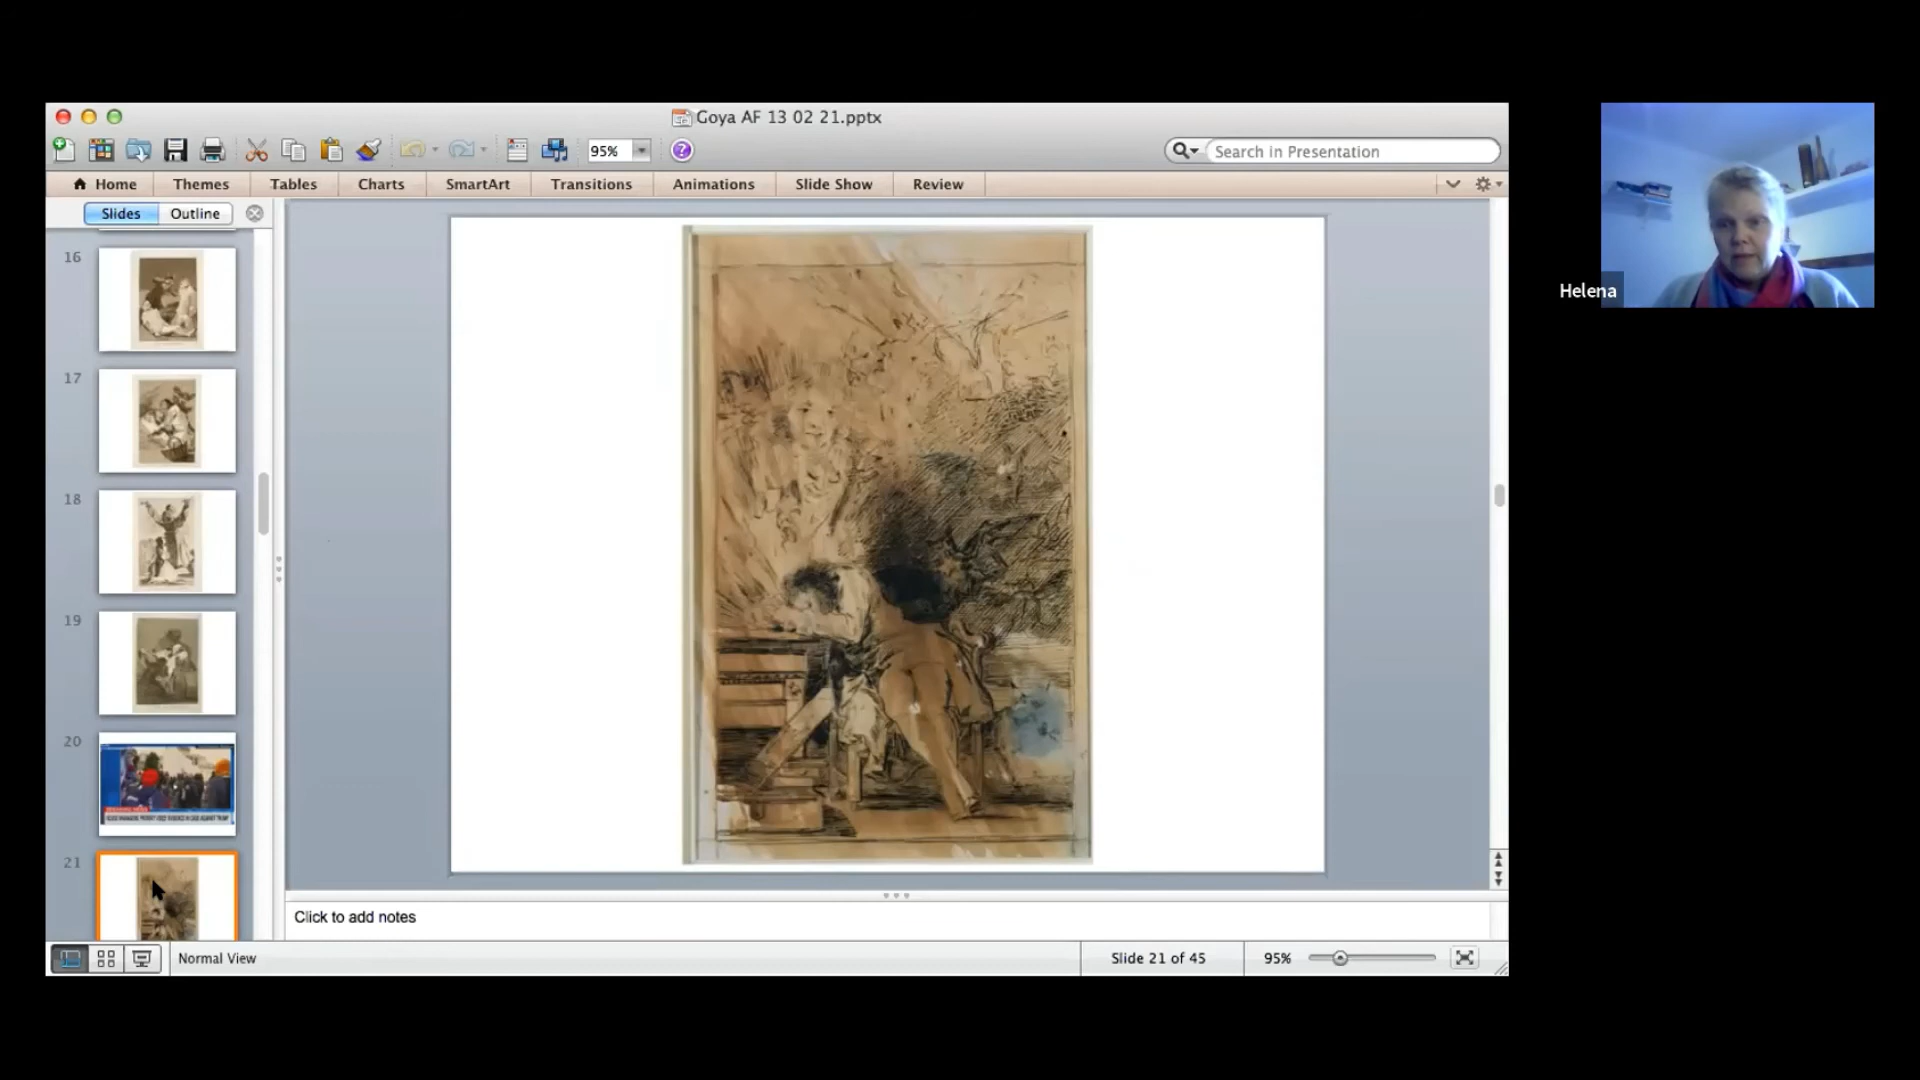 Goya AF 13 02 21.pptx
95%
Search in Presentation
Home Themes Tables Charts SmartArt Transitions Animations Slide Show Review
Slides Outline
16
17
18
19
20
21
Helena
Click to add notes
Normal View
Slide 21 of 45
95%